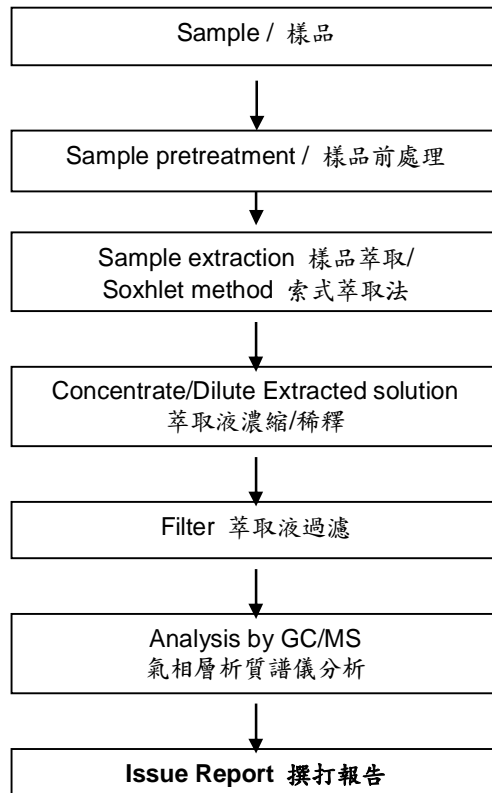 Sample / 樣品
Sample pretreatment / 樣品前處理
Sample extraction 樣品萃取/
Soxhlet method 索式萃取法
Concentrate/Dilute Extracted solution
萃取液濃縮/稀釋
Filter 萃取液過濾
Analysis by GC/MS
氣相層析質譜儀分析
Issue Report 撰打報告